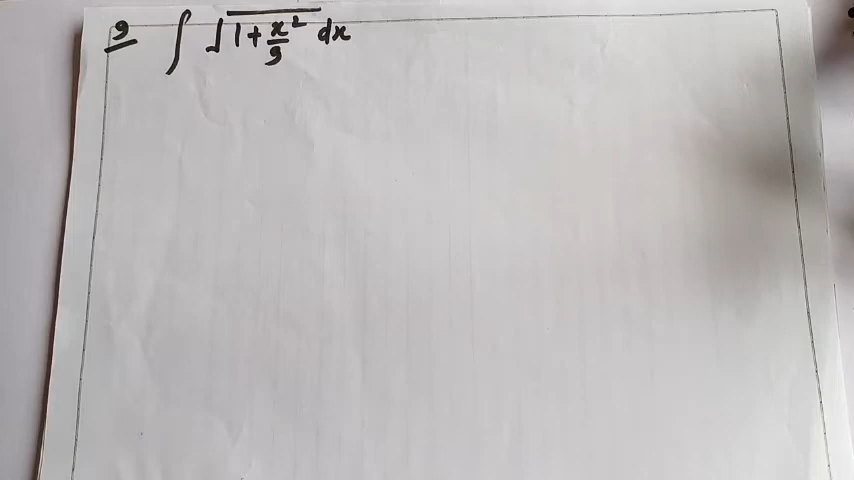 9 ∫ √1+x²/9 dx